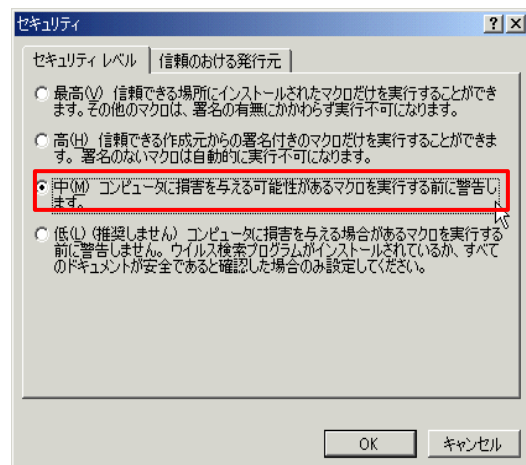 セキュリティ
セキュリティ レベル 信頼のおける発行元
最高(V) 信頼できる場所にインストールされたマクロだけを実行することができ
ます。その他のマクロは、署名の有無にかかわらず実行不可になります。
高(H) 信頼できる作成元からの署名付きのマクロだけを実行することができま
す。署名のないマクロは自動的に実行不可になります。
中(M) コンピュータに損害を与える可能性があるマクロを実行する前に警告し
ます。
低(L) (推奨しません) コンピュータに損害を与える場合があるマクロを実行する
前に警告しません。ウイルス検索プログラムがインストールされているか、すべて
のドキュメントが安全であると確認した場合のみ設定してください。
OK キャンセル